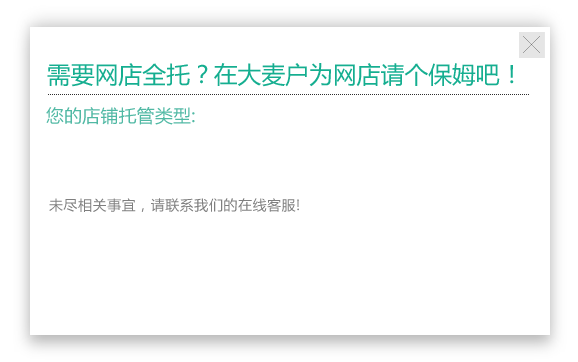 需要网店全托？在大麦户为网店请个保姆吧！
您的店铺托管类型:
未尽相关事宜，请联系我们的在线客服!